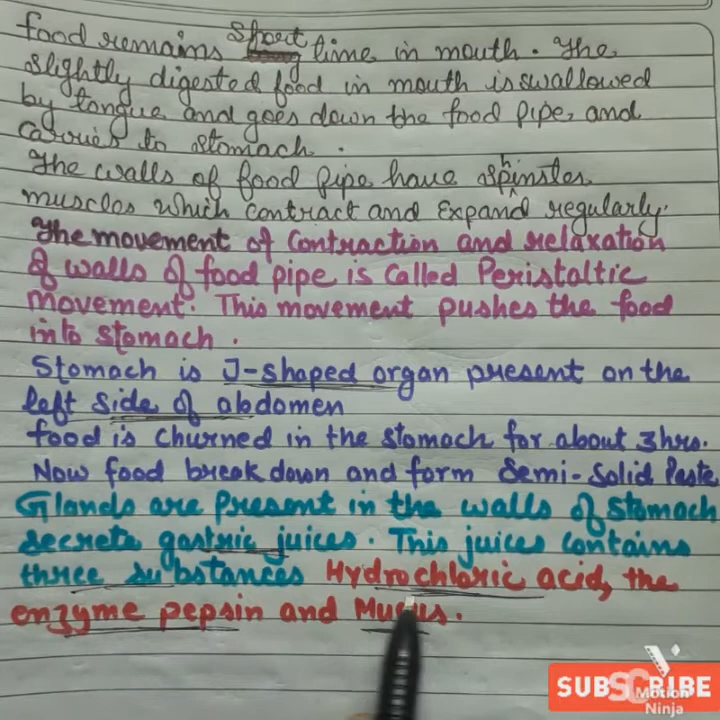 food remains short time in mouth. The
slightly digested food in mouth is swallowed
by tongue and goes down the food pipe, and
carries to stomach.
The walls of food pipe have sphinster
muscles which contract and Expand regularly.
The movement of contraction and relaxation
of walls of food pipe is called Peristaltic
movement. This movement pushes the food
into stomach.
Stomach is J-shaped organ present on the
left side of abdomen
food is churned in the stomach for about 3hrs.
Now food break down and form Semi-Solid Paste
Glands are present in the walls of stomach
secrete gastric juices. This juices contains
three substances Hydrochloric acid, the
enzyme pepsin and Mucus.
SUBSCRIBE
Motion
Ninja